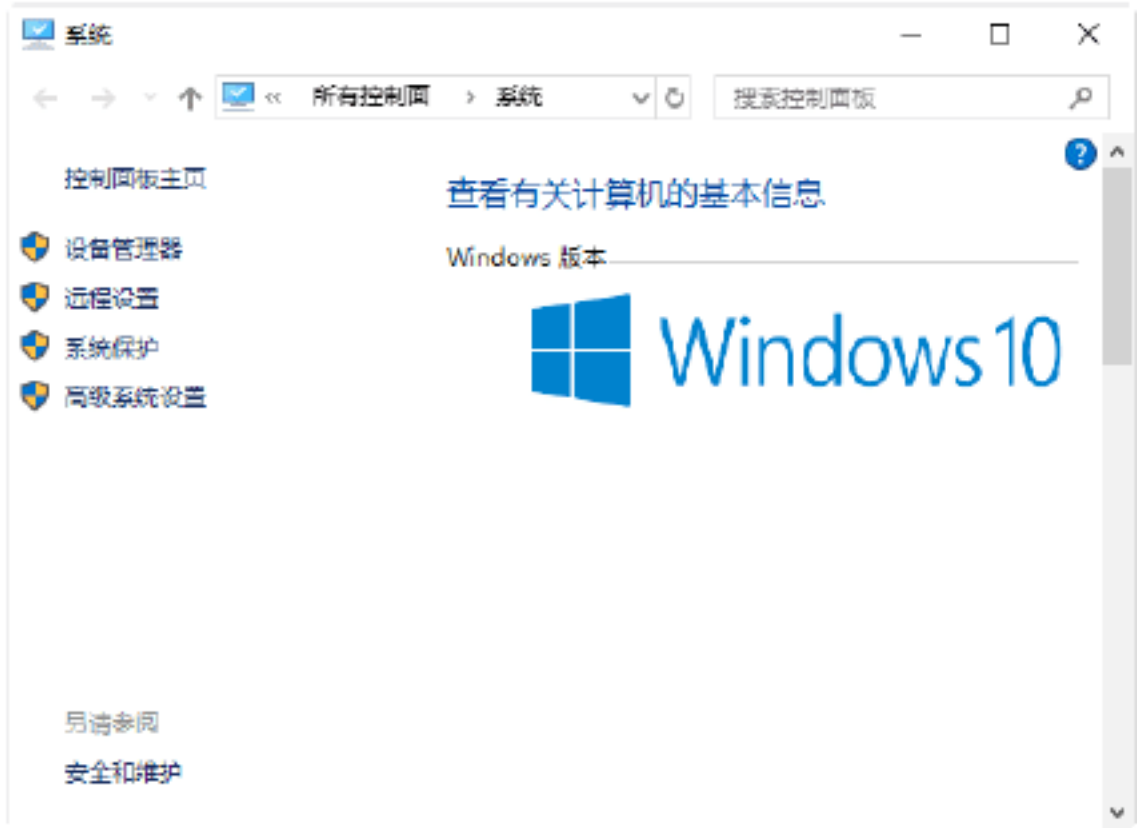 系统
« 所有控制面 › 系统
搜索控制面板
控制面板主页
查看有关计算机的基本信息
设备管理器
Windows 版本
远程设置
系统保护
高级系统设置
Windows 10
另请参阅
安全和维护